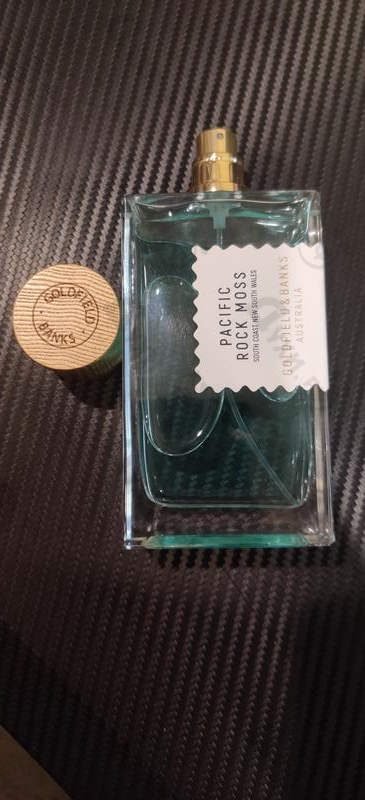 GOLDFIELD
BANKS
PACIFIC
ROCK MOSS
SOUTH COAST, NEW SOUTH WALES
GOLDFIELD & BANKS
AUSTRALIA